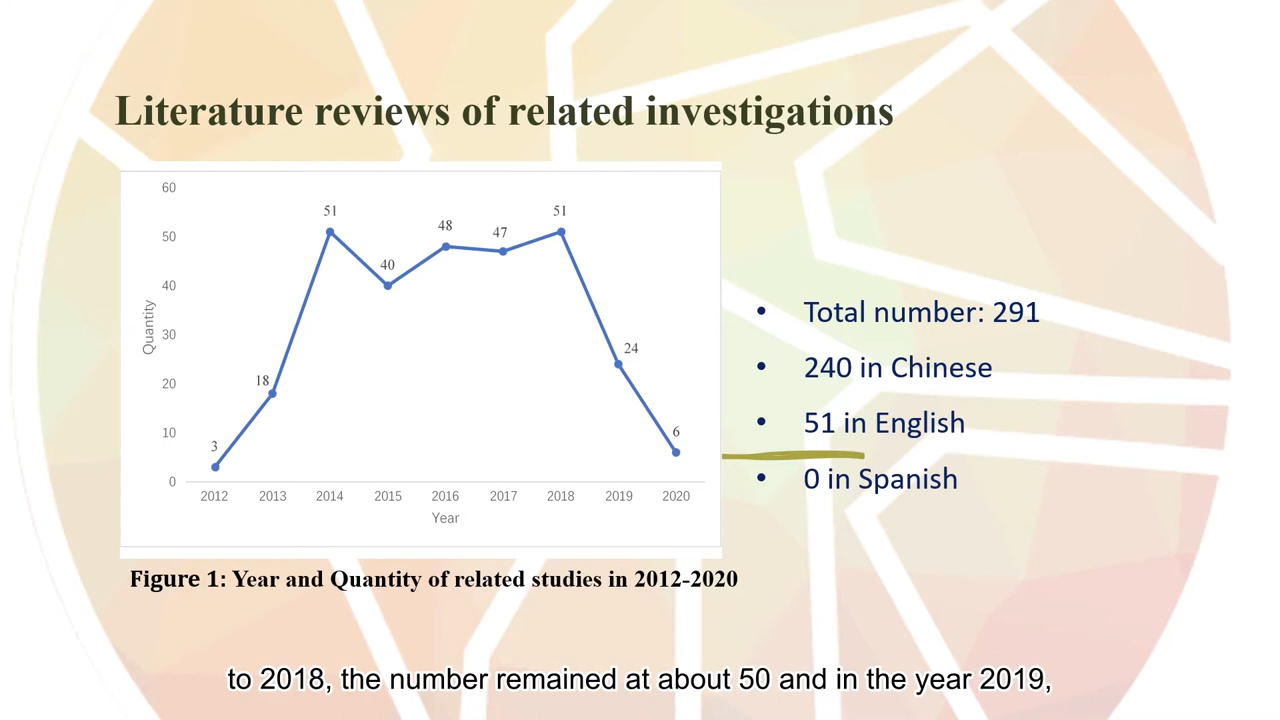 Literature reviews of related investigations
60
50
40
30
20
10
0
Quantity
3
18
51
40
48
47
51
24
6
2012 2013 2014 2015 2016 2017 2018 2019 2020
Year
• Total number: 291
• 240 in Chinese
• 51 in English
• 0 in Spanish
Figure 1: Year and Quantity of related studies in 2012-2020
to 2018, the number remained at about 50 and in the year 2019,